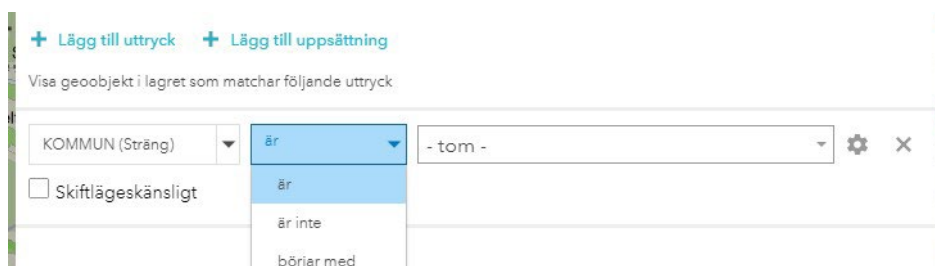 + Lägg till uttryck + Lägg till uppsättning
Visa geoobjekt i lagret som matchar följande uttryck
KOMMUN (Sträng) är - tom -
Skiftlägeskänsligt
är
är inte
börjar med